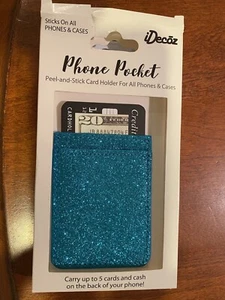 Sticks On All
PHONES & CASES
iDecoz
Phone Pocket
Peel-and-Stick Card Holder For All Phones & Cases
Credit
CARDHOLD
20
Carry up to 5 cards and cash
on the back of your phone!